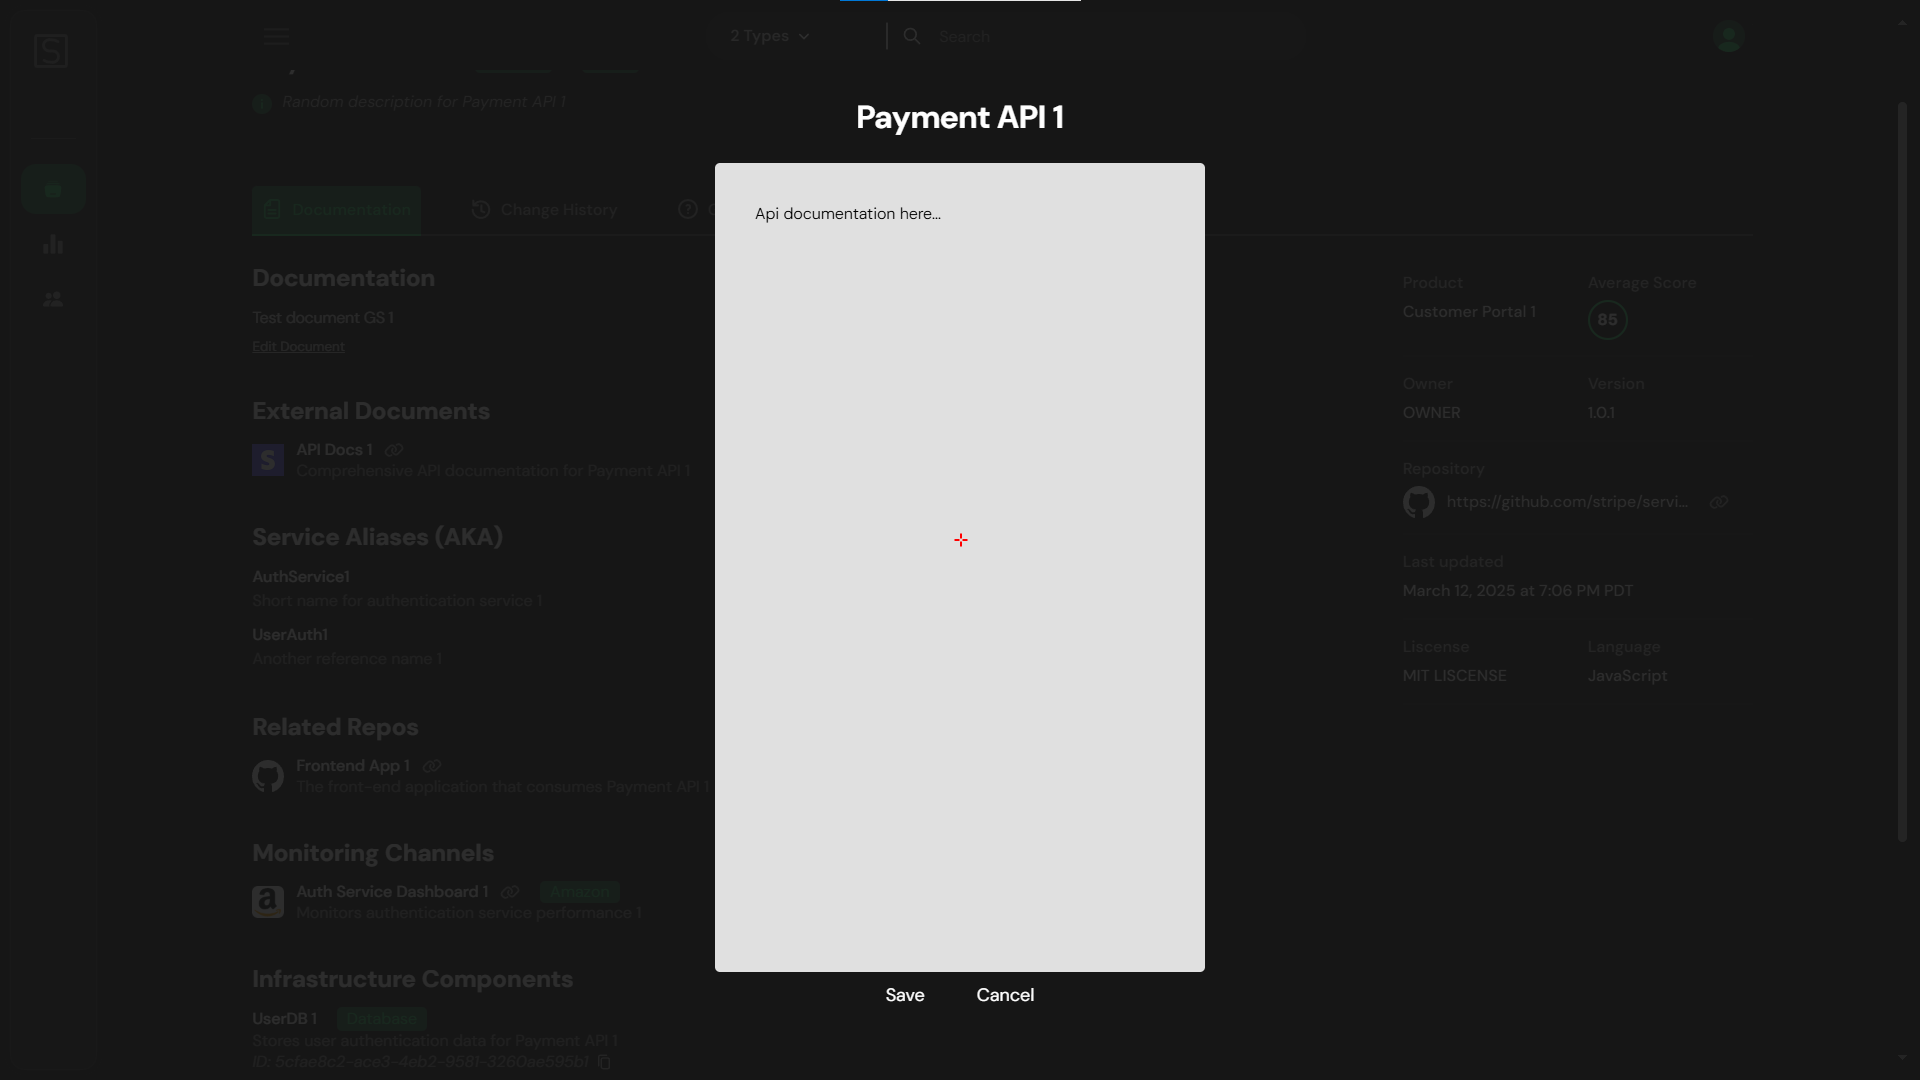 S
2 Types
Search
Random description for Payment API 1
Payment API 1
Documentation
Change History
Api documentation here...
Documentation
Test document GS 1
Edit Document
External Documents
S
API Docs 1
Comprehensive API documentation for Payment API 1
Service Aliases (AKA)
AuthService1
Short name for authentication service 1
UserAuth1
Another reference name 1
Related Repos
Frontend App 1
The front-end application that consumes Payment API 1
Monitoring Channels
a
Auth Service Dashboard 1
Amazon
Monitors authentication service performance 1
Infrastructure Components
UserDB 1
Database
Stores user authentication data for Payment API 1
ID: 5cfae8c2-ace3-4eb2-9581-3260ae595b1
Product
Average Score
Customer Portal 1
85
Owner
Version
OWNER
1.0.1
Repository
https://github.com/stripe/servi...
Last updated
March 12, 2025 at 7:06 PM PDT
Liscense
Language
MIT LISCENSE
JavaScript
Save
Cancel